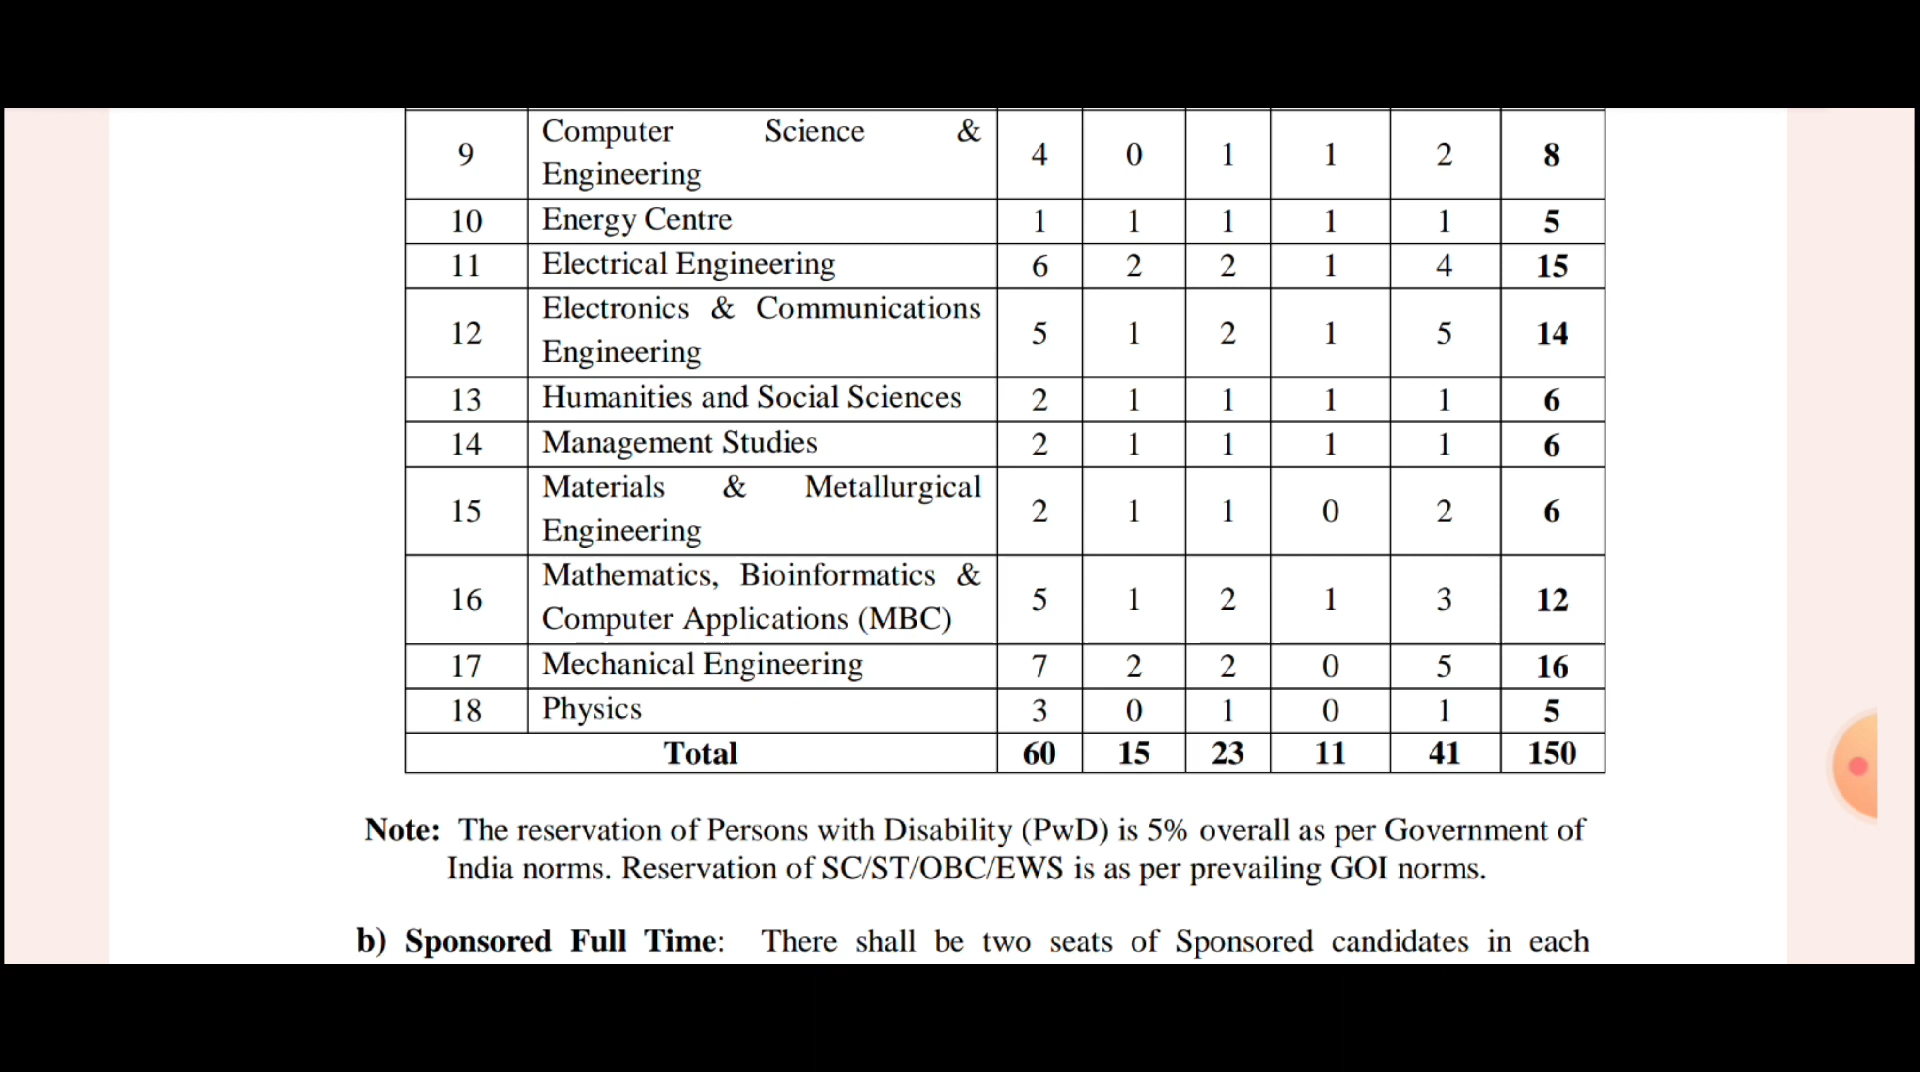 Computer Science &
9 4 0 1 1 2 8
Engineering
10 Energy Centre 1 1 1 1 1 5
11 Electrical Engineering 6 2 2 1 4 15
Electronics & Communications
12 5 1 2 1 5 14
Engineering
13 Humanities and Social Sciences 2 1 1 1 1 6
14 Management Studies 2 1 1 1 1 6
Materials & Metallurgical
15 2 1 1 0 2 6
Engineering
Mathematics, Bioinformatics &
16 5 1 2 1 3 12
Computer Applications (MBC)
17 Mechanical Engineering 7 2 2 0 5 16
18 Physics 3 0 1 0 1 5
Total 60 15 23 11 41 150
Note: The reservation of Persons with Disability (PwD) is 5% overall as per Government of
India norms. Reservation of SC/ST/OBC/EWS is as per prevailing GOI norms.
b) Sponsored Full Time: There shall be two seats of Sponsored candidates in each